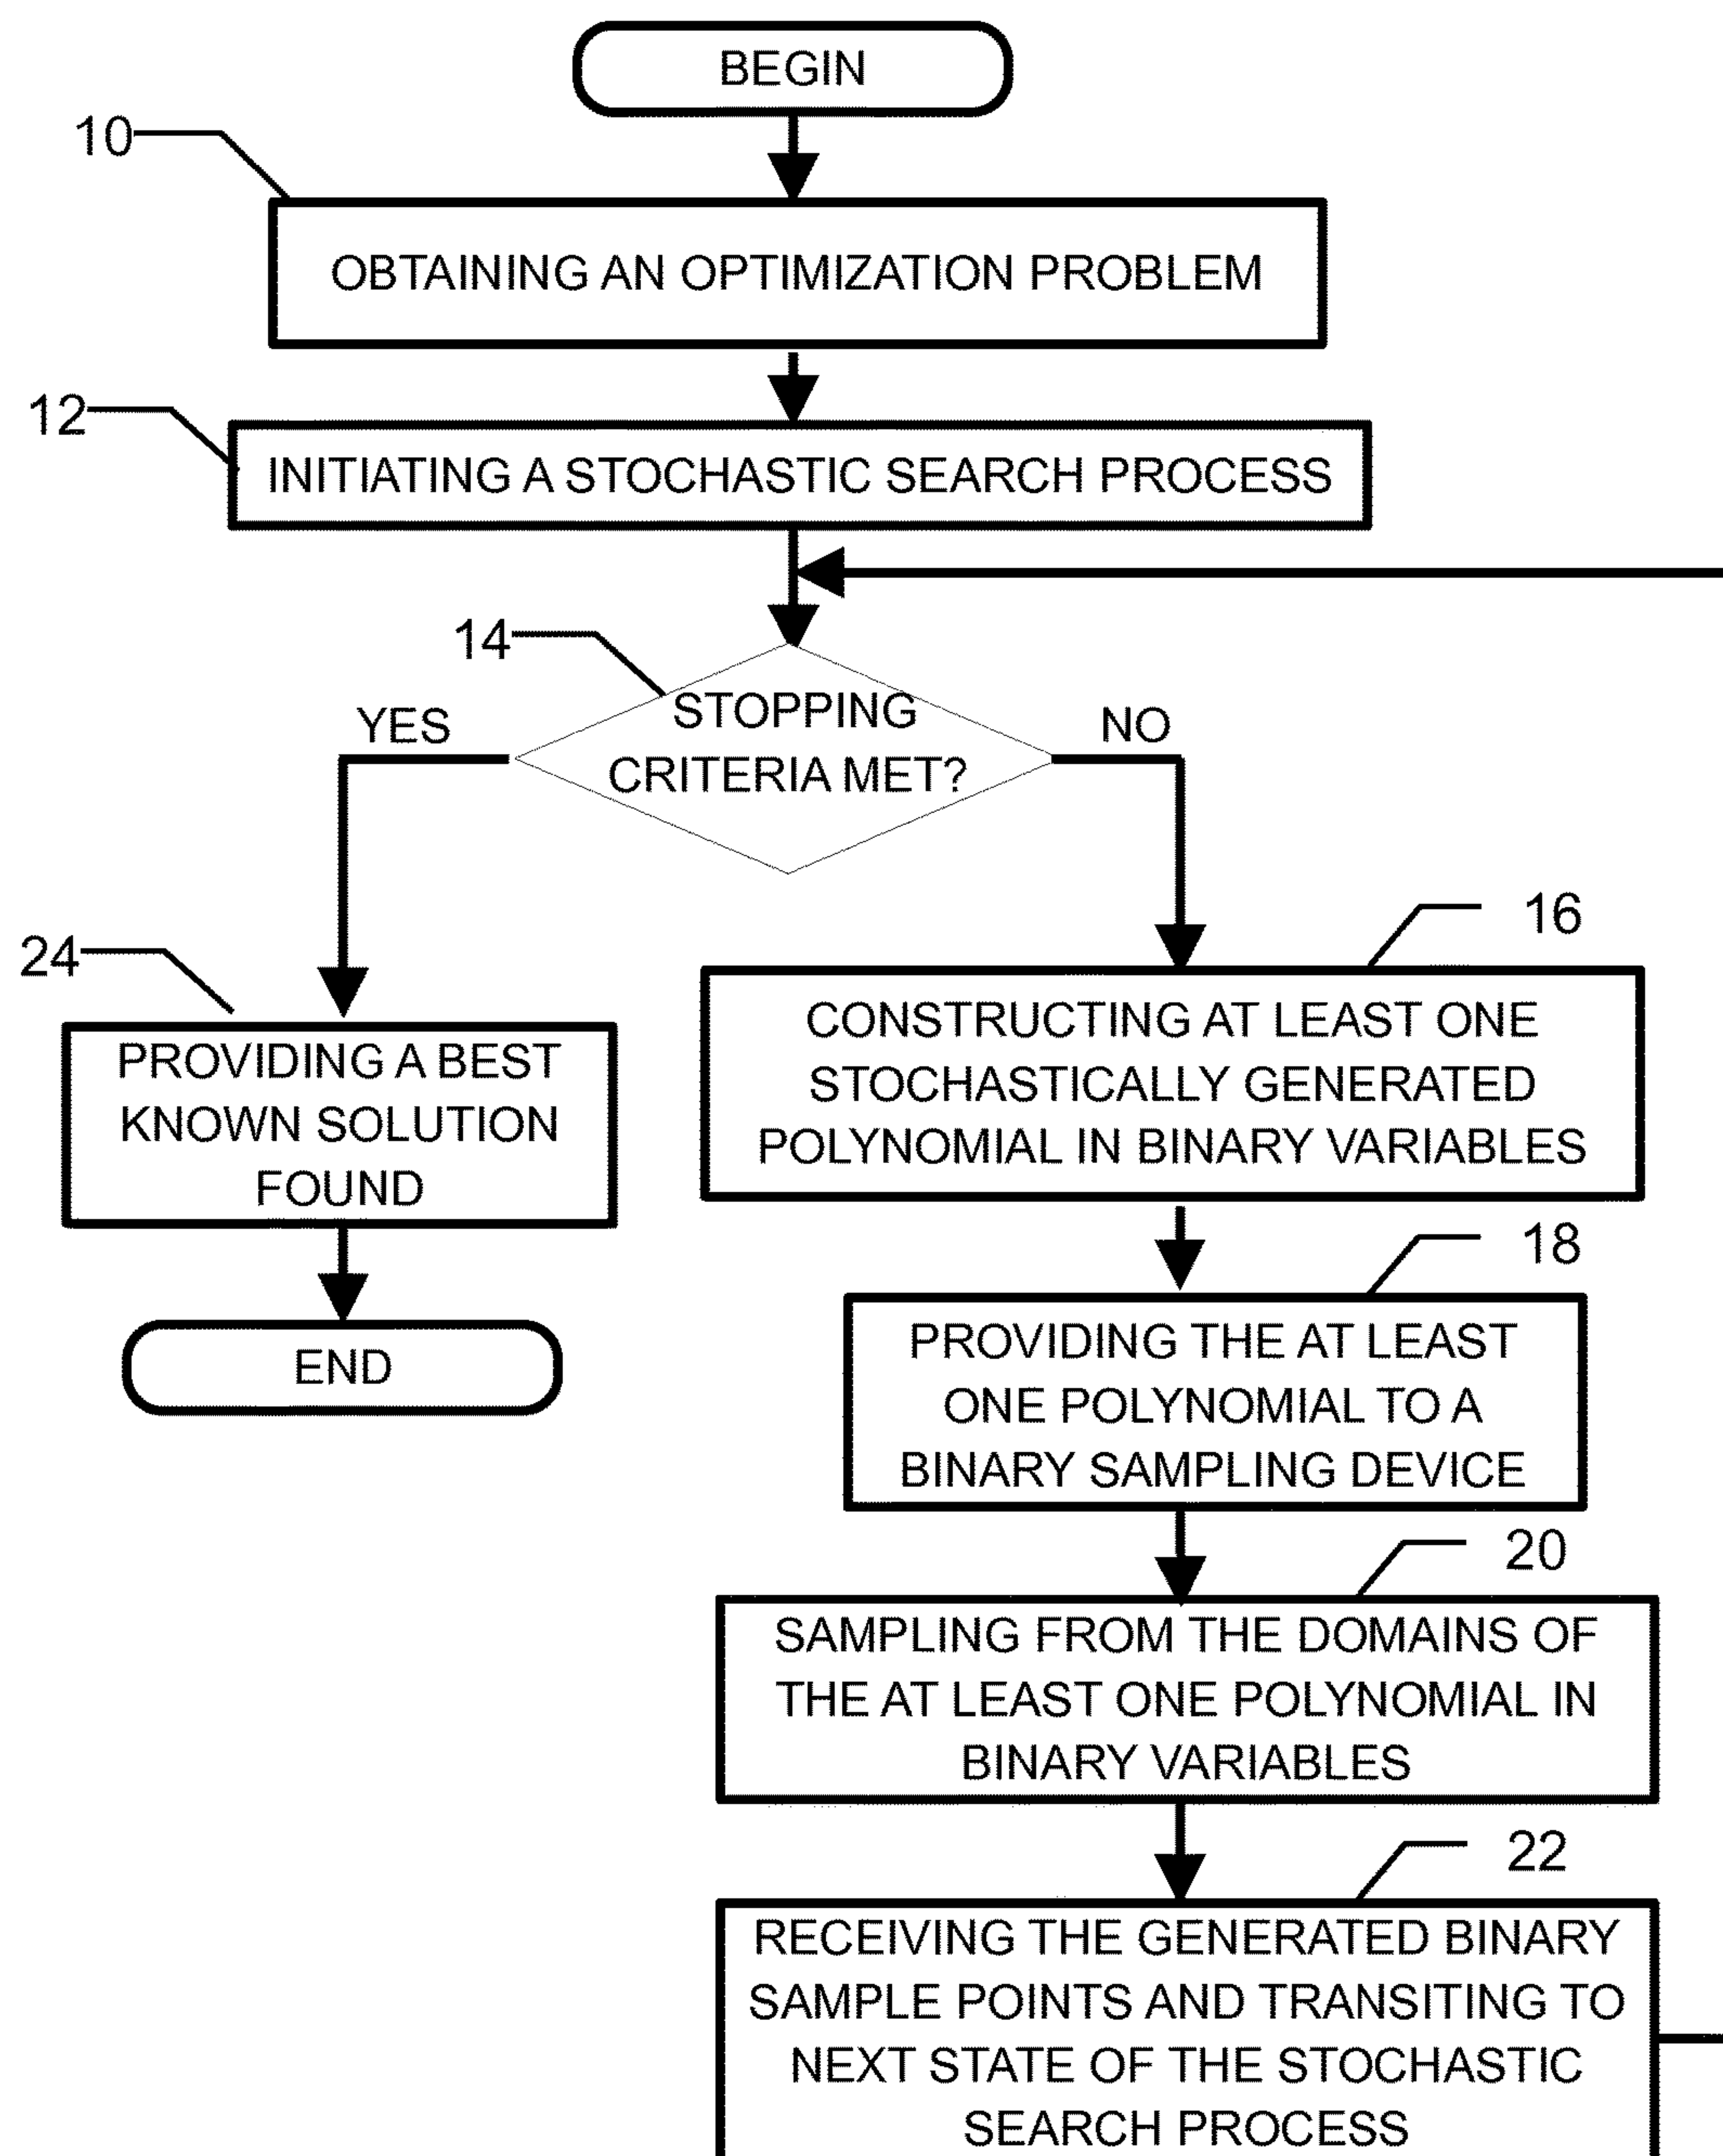 BEGIN
10
OBTAINING AN OPTIMIZATION PROBLEM
12
INITIATING A STOCHASTIC SEARCH PROCESS
14
STOPPING
CRITERIA MET?
YES
NO
24
PROVIDING A BEST
KNOWN SOLUTION
FOUND
END
16
CONSTRUCTING AT LEAST ONE
STOCHASTICALLY GENERATED
POLYNOMIAL IN BINARY VARIABLES
18
PROVIDING THE AT LEAST
ONE POLYNOMIAL TO A
BINARY SAMPLING DEVICE
20
SAMPLING FROM THE DOMAINS OF
THE AT LEAST ONE POLYNOMIAL IN
BINARY VARIABLES
22
RECEIVING THE GENERATED BINARY
SAMPLE POINTS AND TRANSITING TO
NEXT STATE OF THE STOCHASTIC
SEARCH PROCESS